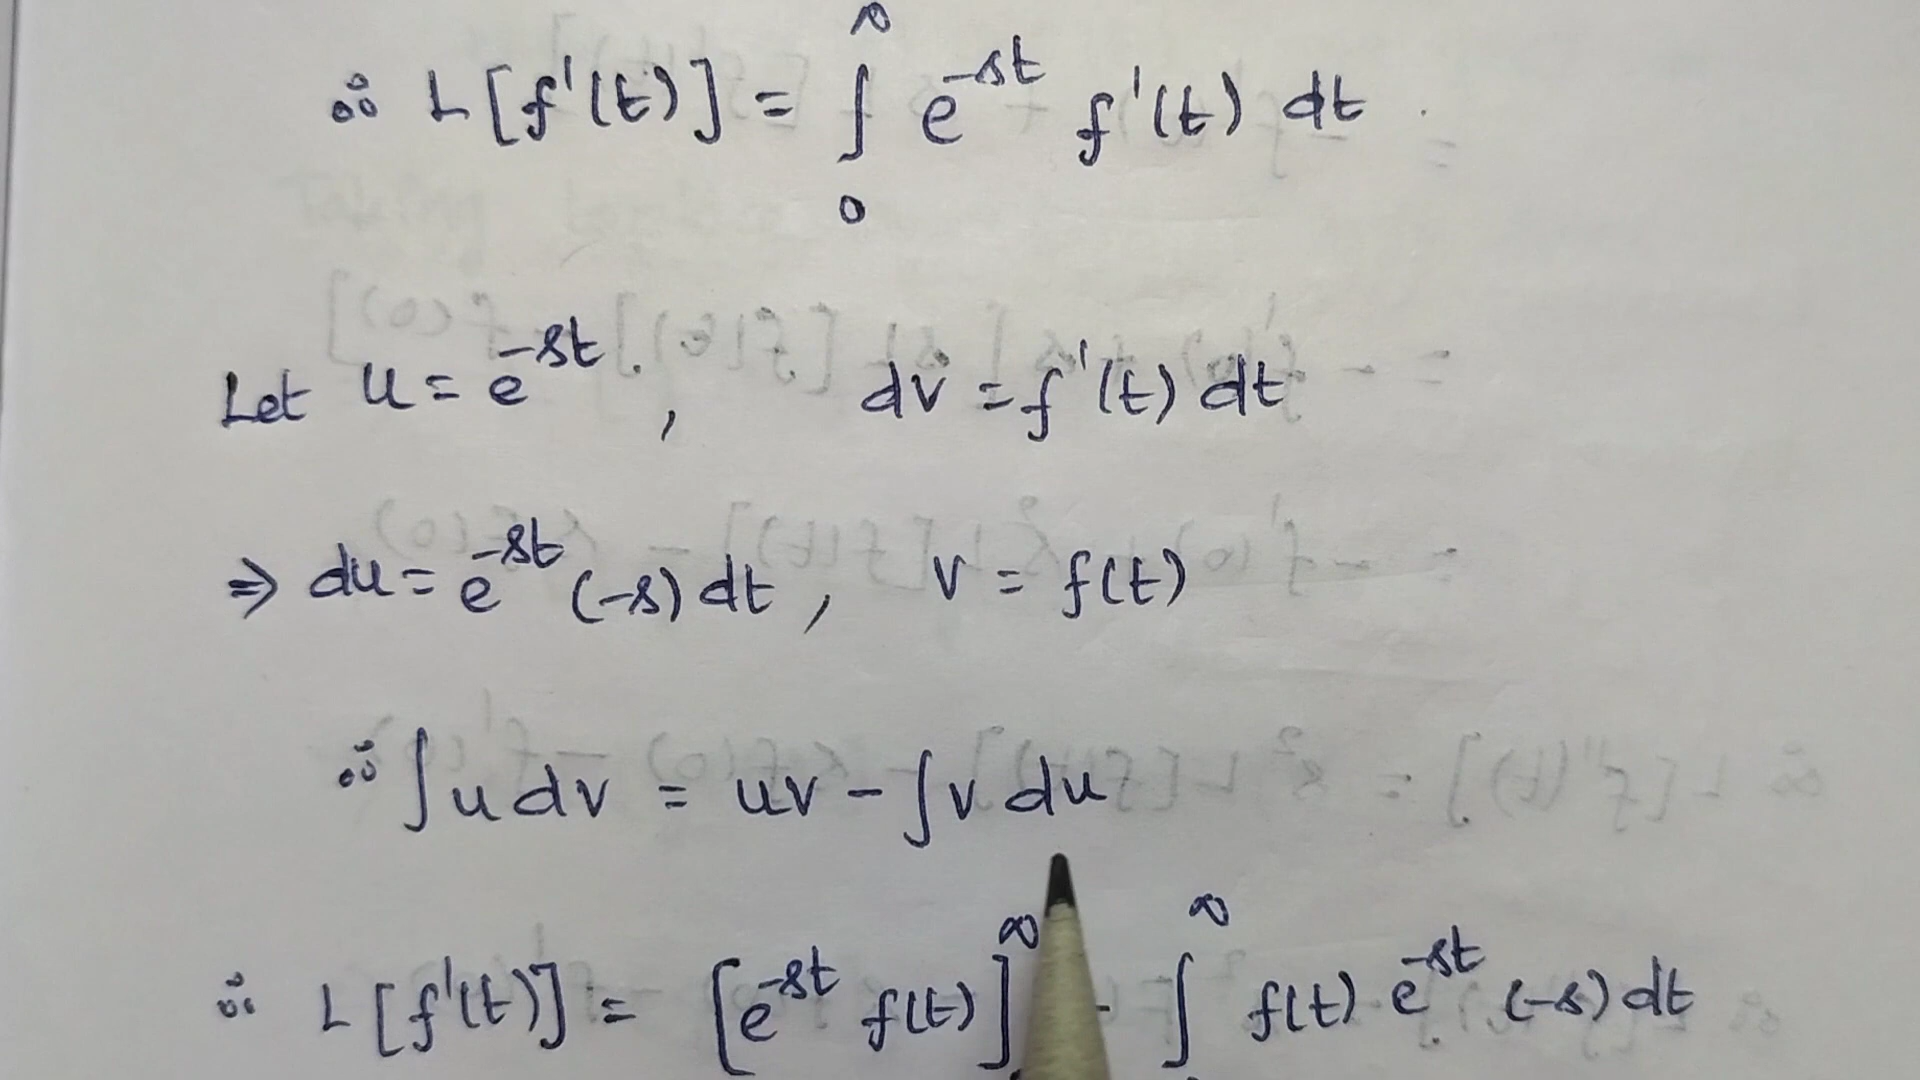 ∴ L[f'(t)] = ∫₀^∞ e^{-st} f'(t) dt
Let u = e^{-st}, dv = f'(t) dt
⇒ du = e^{-st} (-s) dt, v = f(t)
∴ ∫ u dv = uv - ∫ v du
∴ L[f'(t)] = [e^{-st} f(t)]^∞ - ∫^∞ f(t) e^{-st} (-s) dt